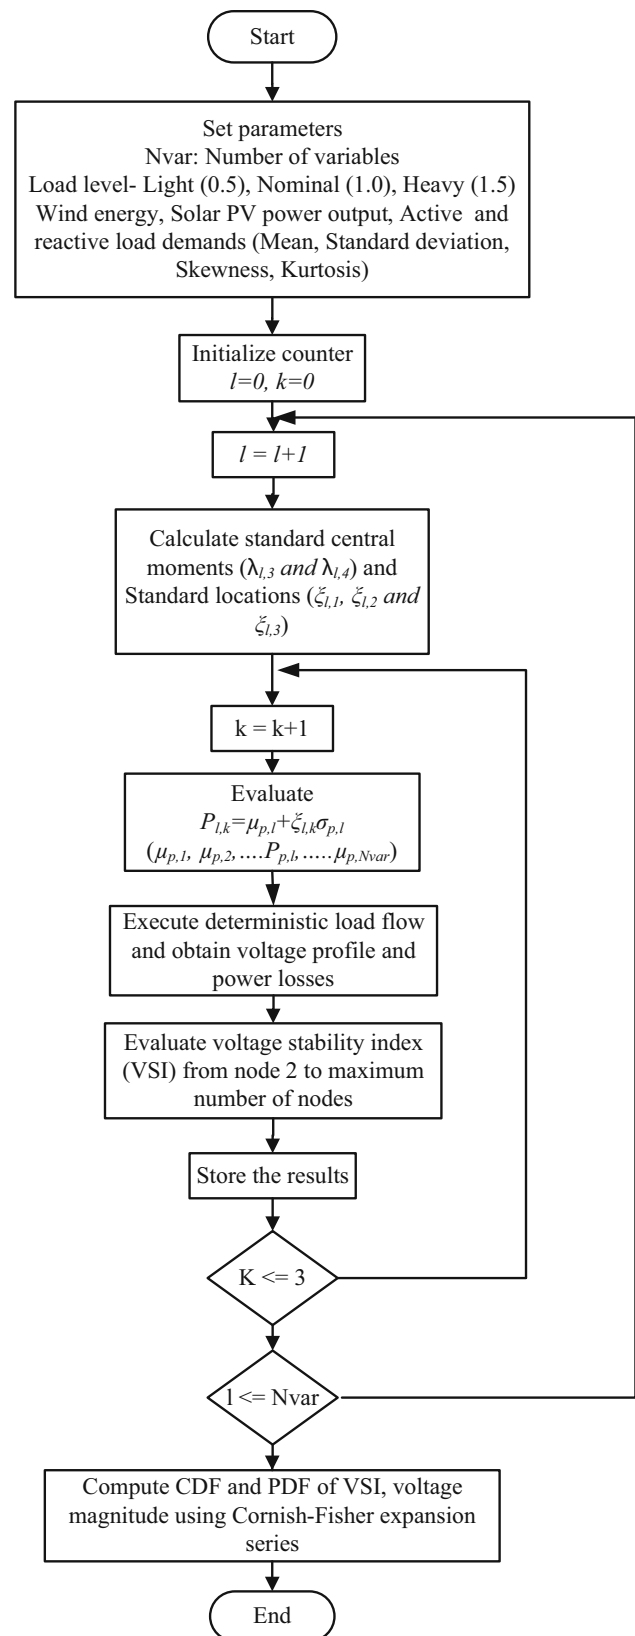 Start
Set parameters
Nvar: Number of variables
Load level- Light (0.5), Nominal (1.0), Heavy (1.5)
Wind energy, Solar PV power output, Active and
reactive load demands (Mean, Standard deviation,
Skewness, Kurtosis)
Initialize counter
l=0, k=0
l = l+1
Calculate standard central
moments (λl,3 and λl,4) and
Standard locations (ξl,1, ξl,2 and
ξl,3)
k = k+1
Evaluate
Pl,k=μp,l+ξl,kσp,l
(μp,1, μp,2,....Pp,l,.....μp,Nvar)
Execute deterministic load flow
and obtain voltage profile and
power losses
Evaluate voltage stability index
(VSI) from node 2 to maximum
number of nodes
Store the results
K <= 3
l <= Nvar
Compute CDF and PDF of VSI, voltage
magnitude using Cornish-Fisher expansion
series
End